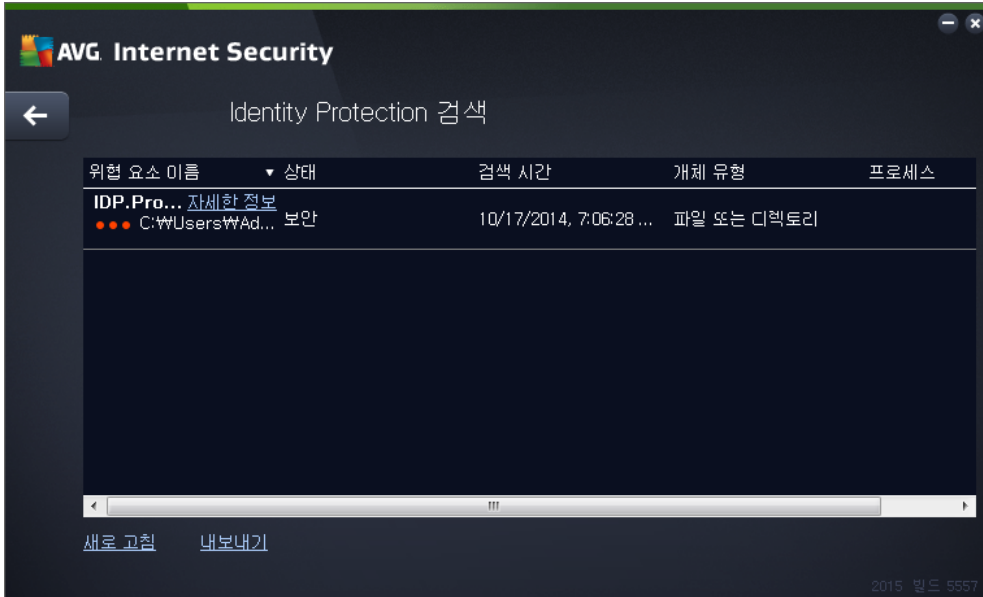 AVG. Internet Security
Identity Protection 검색
위협 요소 이름 ▼ 상태 검색 시간 개체 유형 프로세스
IDP.Pro... 자세한 정보
C:₩Users₩Ad... 보안 10/17/2014, 7:06:28 ... 파일 또는 디렉토리
새로 고침 내보내기
2015 빌드 5557